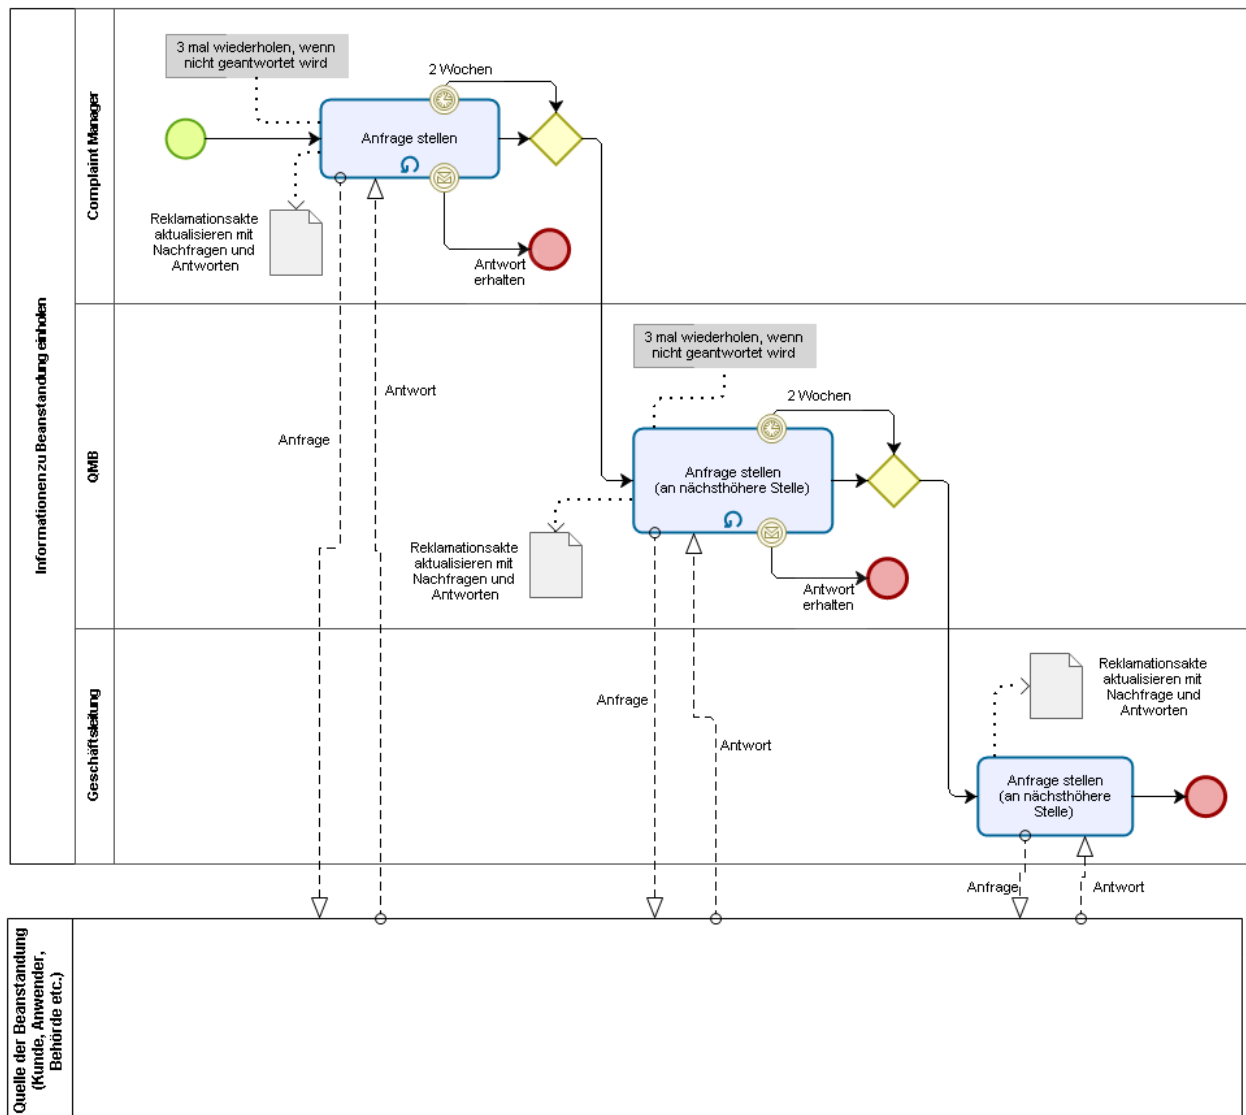 Informationen zu Beanstandung einholen
Complaint Manager
3 mal wiederholen, wenn
nicht geantwortet wird
2 Wochen
Anfrage stellen
Reklamationsakte
aktualisieren mit
Nachfragen und
Antworten
Antwort
erhalten
QMB
3 mal wiederholen, wenn
nicht geantwortet wird
Antwort
2 Wochen
Anfrage
Anfrage stellen
(an nächsthöhere Stelle)
Reklamationsakte
aktualisieren mit
Nachfragen und
Antworten
Antwort
erhalten
Geschäftsleitung
Reklamationsakte
aktualisieren mit
Nachfrage und
Antworten
Anfrage
Antwort
Anfrage stellen
(an nächsthöhere
Stelle)
Anfrage
Antwort
Quelle der Beanstandung
(Kunde, Anwender,
Behörde etc.)